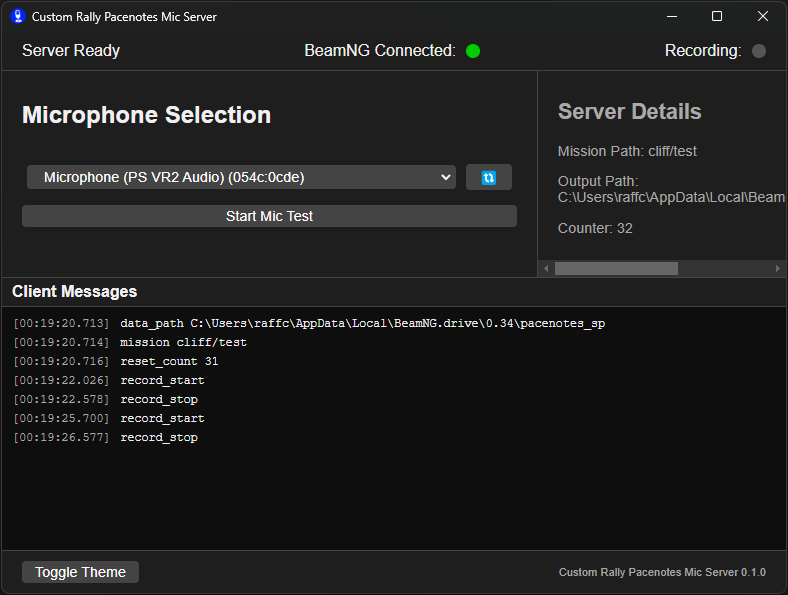 Custom Rally Pacenotes Mic Server
Server Ready
BeamNG Connected:
Recording:
Microphone Selection
Microphone (PS VR2 Audio) (054c:0cde)
Start Mic Test
Server Details
Mission Path: cliff/test
Output Path:
C:\Users\raffc\AppData\Local\Beam
Counter: 32
Client Messages
[00:19:20.713] data_path C:\Users\raffc\AppData\Local\BeamNG.drive\0.34\pacenotes_sp
[00:19:20.714] mission cliff/test
[00:19:20.716] reset_count 31
[00:19:22.026] record_start
[00:19:22.578] record_stop
[00:19:25.700] record_start
[00:19:26.577] record_stop
Toggle Theme
Custom Rally Pacenotes Mic Server 0.1.0